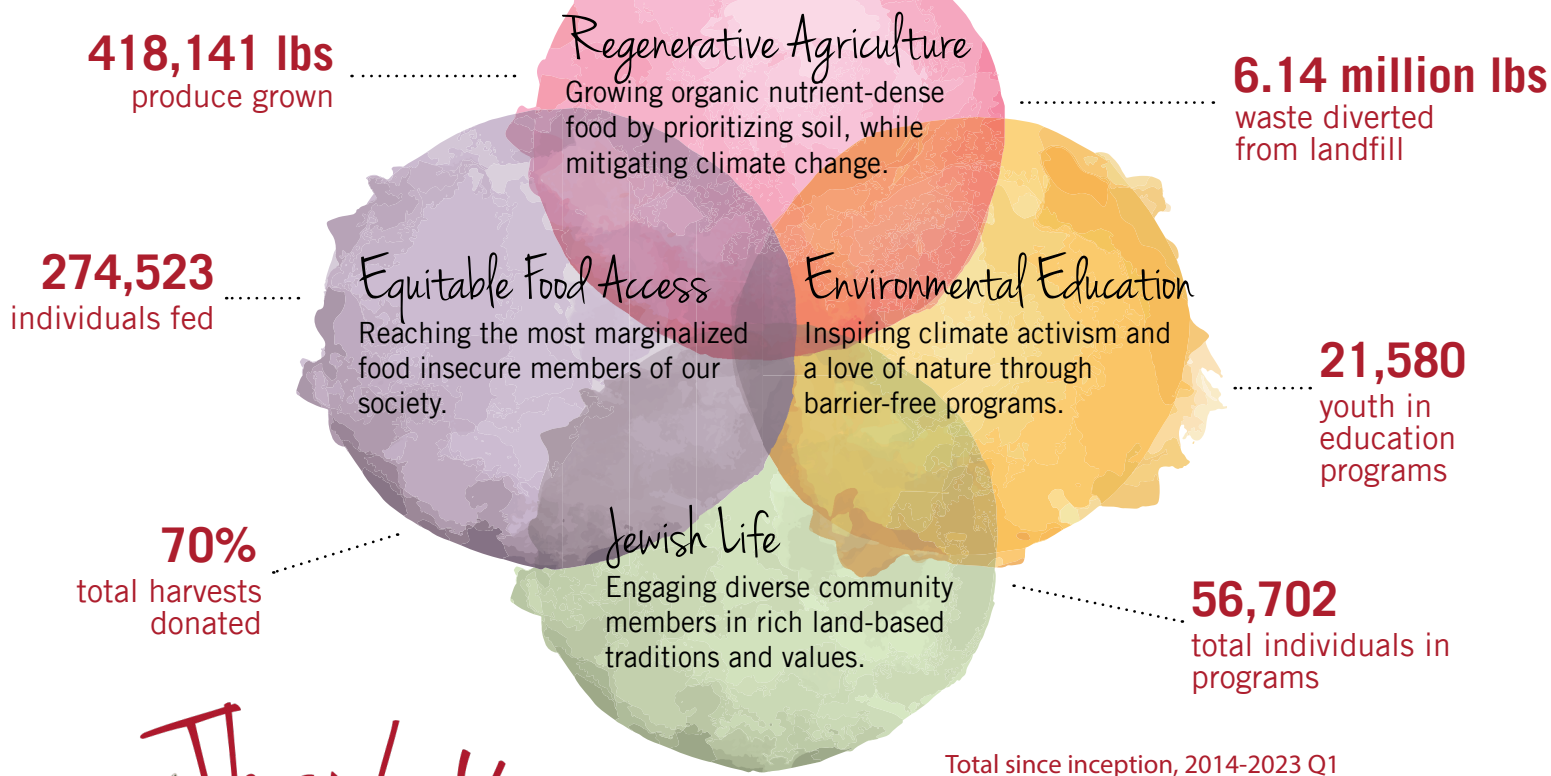 418,141 lbs
produce grown
Regenerative Agriculture
Growing organic nutrient-dense
food by prioritizing soil, while
mitigating climate change.
6.14 million lbs
waste diverted
from landfill
274,523
individuals fed
Equitable Food Access
Reaching the most marginalized
food insecure members of our
society.
Environmental Education
Inspiring climate activism and
a love of nature through
barrier-free programs.
21,580
youth in
education
programs
70%
total harvests
donated
Jewish Life
Engaging diverse community
members in rich land-based
traditions and values.
56,702
total individuals in
programs
Total since inception, 2014-2023 Q1